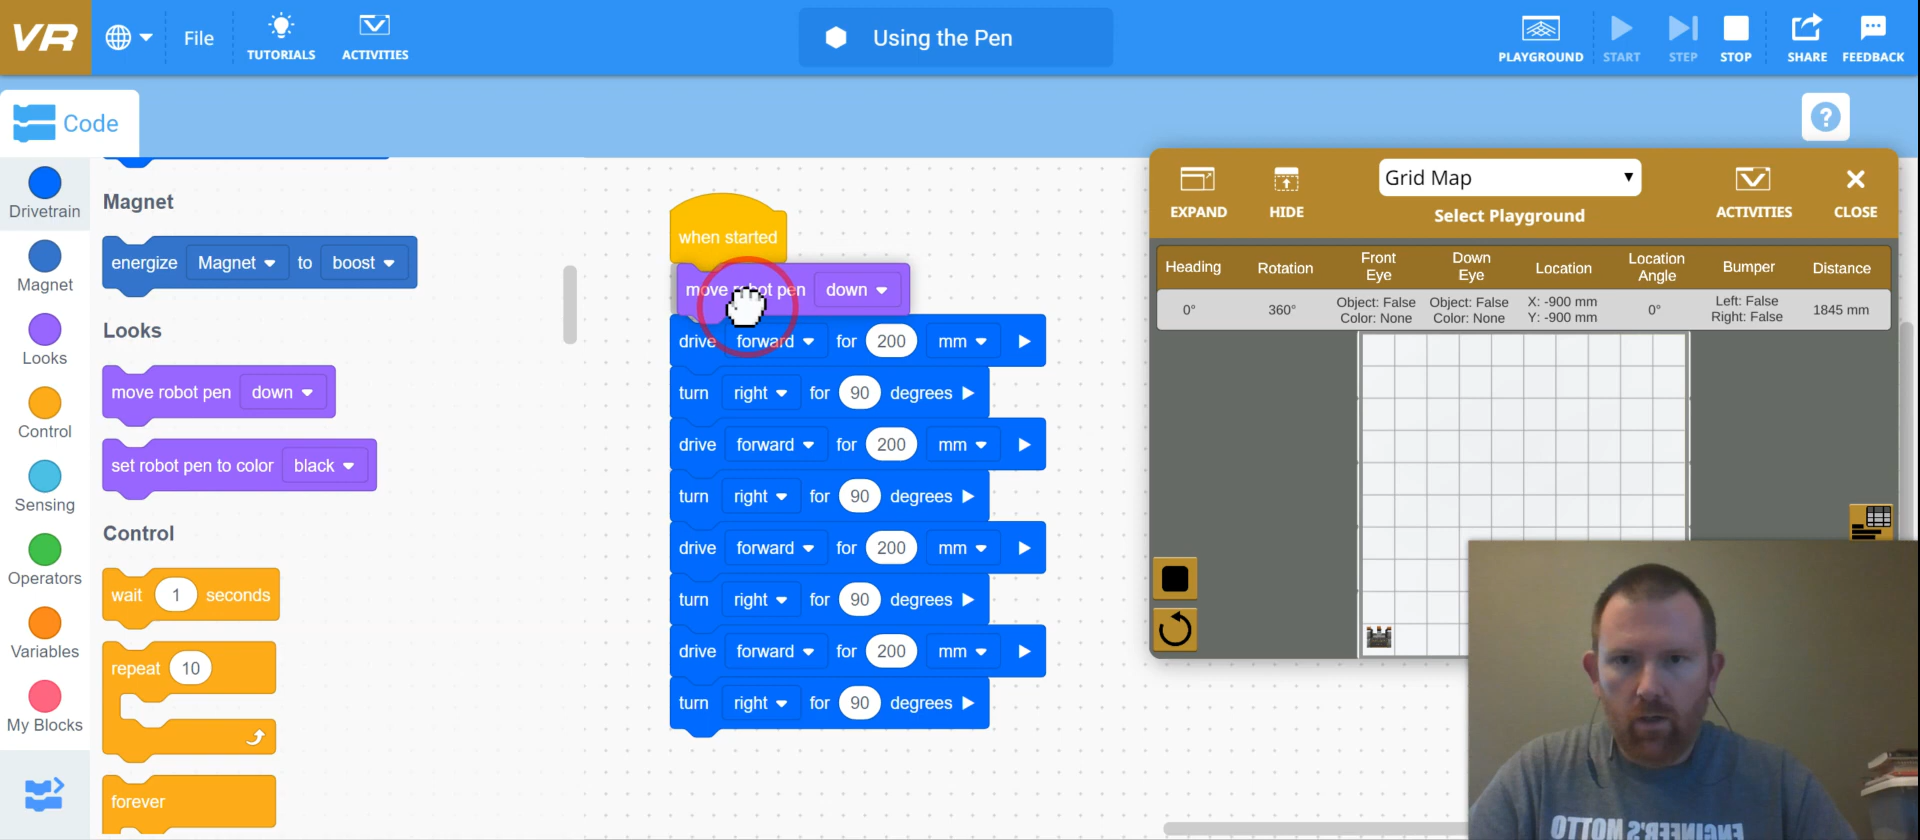 VR
File
TUTORIALS
ACTIVITIES
Using the Pen
PLAYGROUND
START
STEP
STOP
SHARE
FEEDBACK
Code
?
Drivetrain
Magnet
Looks
Control
Sensing
Operators
Variables
My Blocks
Magnet
energize Magnet to boost
Looks
move robot pen down
set robot pen to color black
Control
wait 1 seconds
repeat 10
forever
when started
move robot pen down
drive forward for 200 mm
turn right for 90 degrees
drive forward for 200 mm
turn right for 90 degrees
drive forward for 200 mm
turn right for 90 degrees
drive forward for 200 mm
turn right for 90 degrees
EXPAND
HIDE
Grid Map
Select Playground
ACTIVITIES
CLOSE
Heading Rotation Front Eye Down Eye Location Location Angle Bumper Distance
0° 360° Object: False Color: None Object: False Color: None X: -900 mm Y: -900 mm 0° Left: False Right: False 1845 mm
ENGINEER'S MOTTO